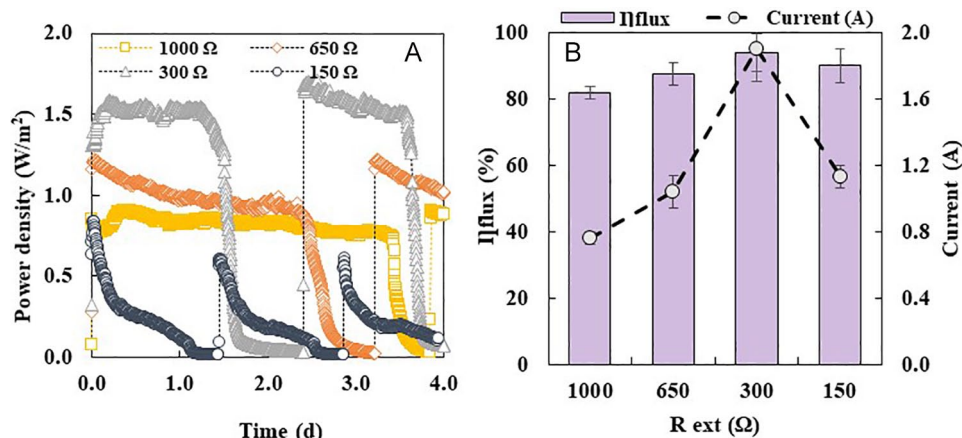 A
1000 Ω
650 Ω
300 Ω
150 Ω
Power density (W/m²)
2.0
1.5
1.0
0.5
0.0
0.0
1.0
2.0
3.0
4.0
Time (d)
B
Ƞflux
Current (A)
Ƞflux (%)
100
80
60
40
20
0
2.0
1.6
1.2
0.8
0.4
0.0
Current (A)
1000
650
300
150
R ext (Ω)